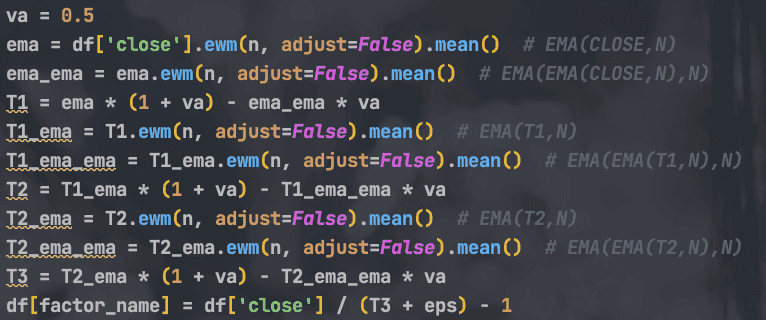 va = 0.5
ema = df['close'].ewm(n, adjust=False).mean()  # EMA(CLOSE,N)
ema_ema = ema.ewm(n, adjust=False).mean()  # EMA(EMA(CLOSE,N),N)
T1 = ema * (1 + va) - ema_ema * va
T1_ema = T1.ewm(n, adjust=False).mean()  # EMA(T1,N)
T1_ema_ema = T1_ema.ewm(n, adjust=False).mean()  # EMA(EMA(T1,N),N)
T2 = T1_ema * (1 + va) - T1_ema_ema * va
T2_ema = T2.ewm(n, adjust=False).mean()  # EMA(T2,N)
T2_ema_ema = T2_ema.ewm(n, adjust=False).mean()  # EMA(EMA(T2,N),N)
T3 = T2_ema * (1 + va) - T2_ema_ema * va
df[factor_name] = df['close'] / (T3 + eps) - 1